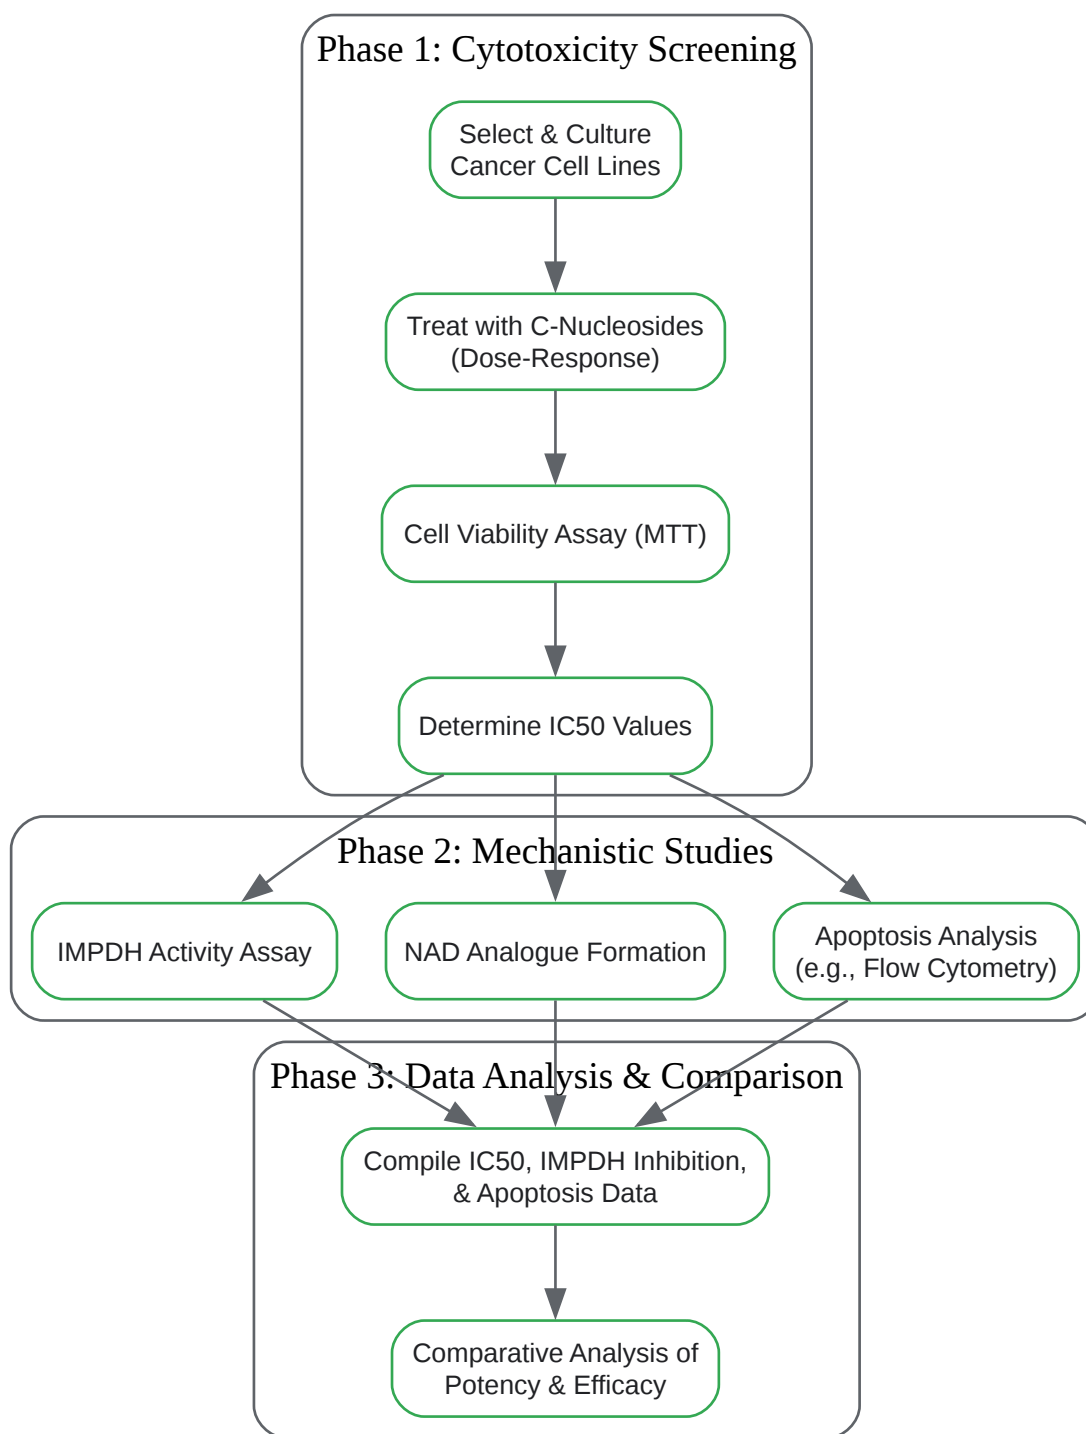 Phase 1: Cytotoxicity Screening
Select & Culture
Cancer Cell Lines
Treat with C-Nucleosides
(Dose-Response)
Cell Viability Assay (MTT)
Determine IC50 Values
Phase 2: Mechanistic Studies
IMPDH Activity Assay
NAD Analogue Formation
Apoptosis Analysis
(e.g., Flow Cytometry)
Phase 3: Data Analysis & Comparison
Compile IC50, IMPDH Inhibition,
& Apoptosis Data
Comparative Analysis of
Potency & Efficacy